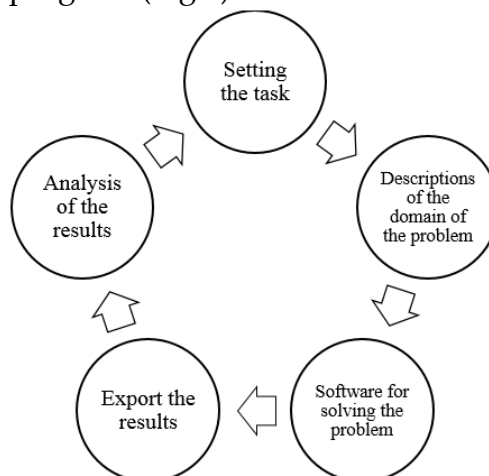 Setting
the task
Descriptions
of the
domain of
the problem
Software for
solving the
problem
Export the
results
Analysis
of the
results